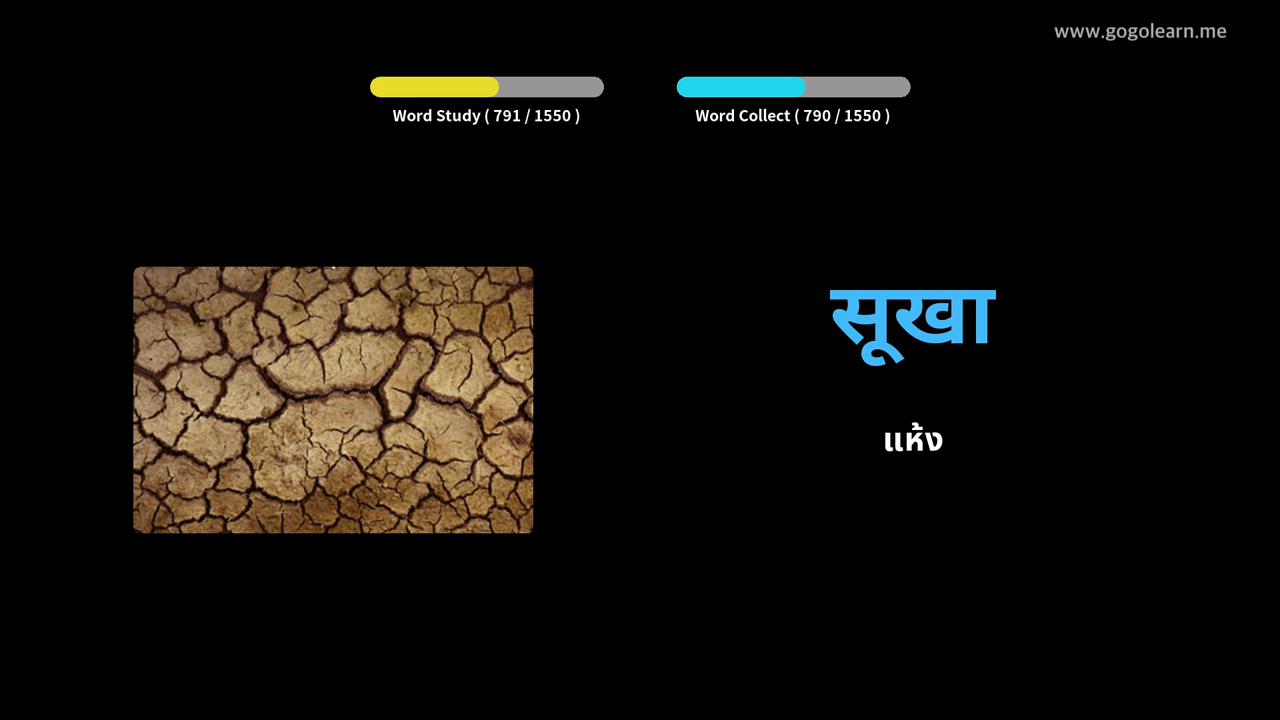 www.gogolearn.me
Word Study ( 791 / 1550 )
Word Collect ( 790 / 1550 )
सूखा
แห้ง